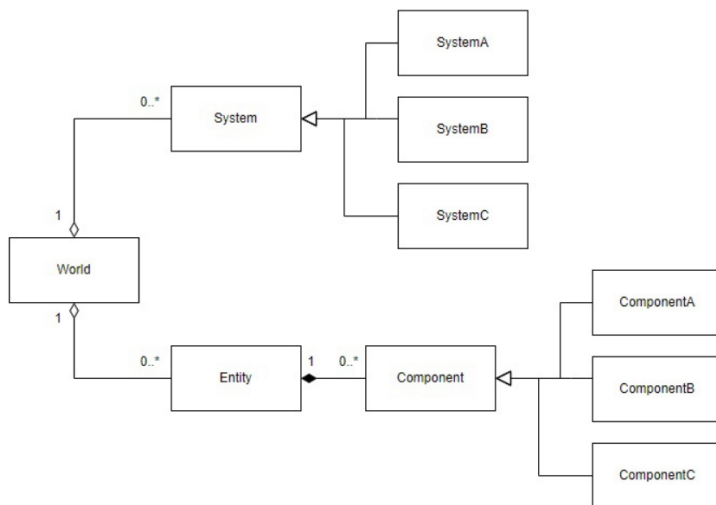 SystemA
0..*
System
SystemB
SystemC
1
World
1
ComponentA
0..*
Entity
1
0..*
Component
ComponentB
ComponentC